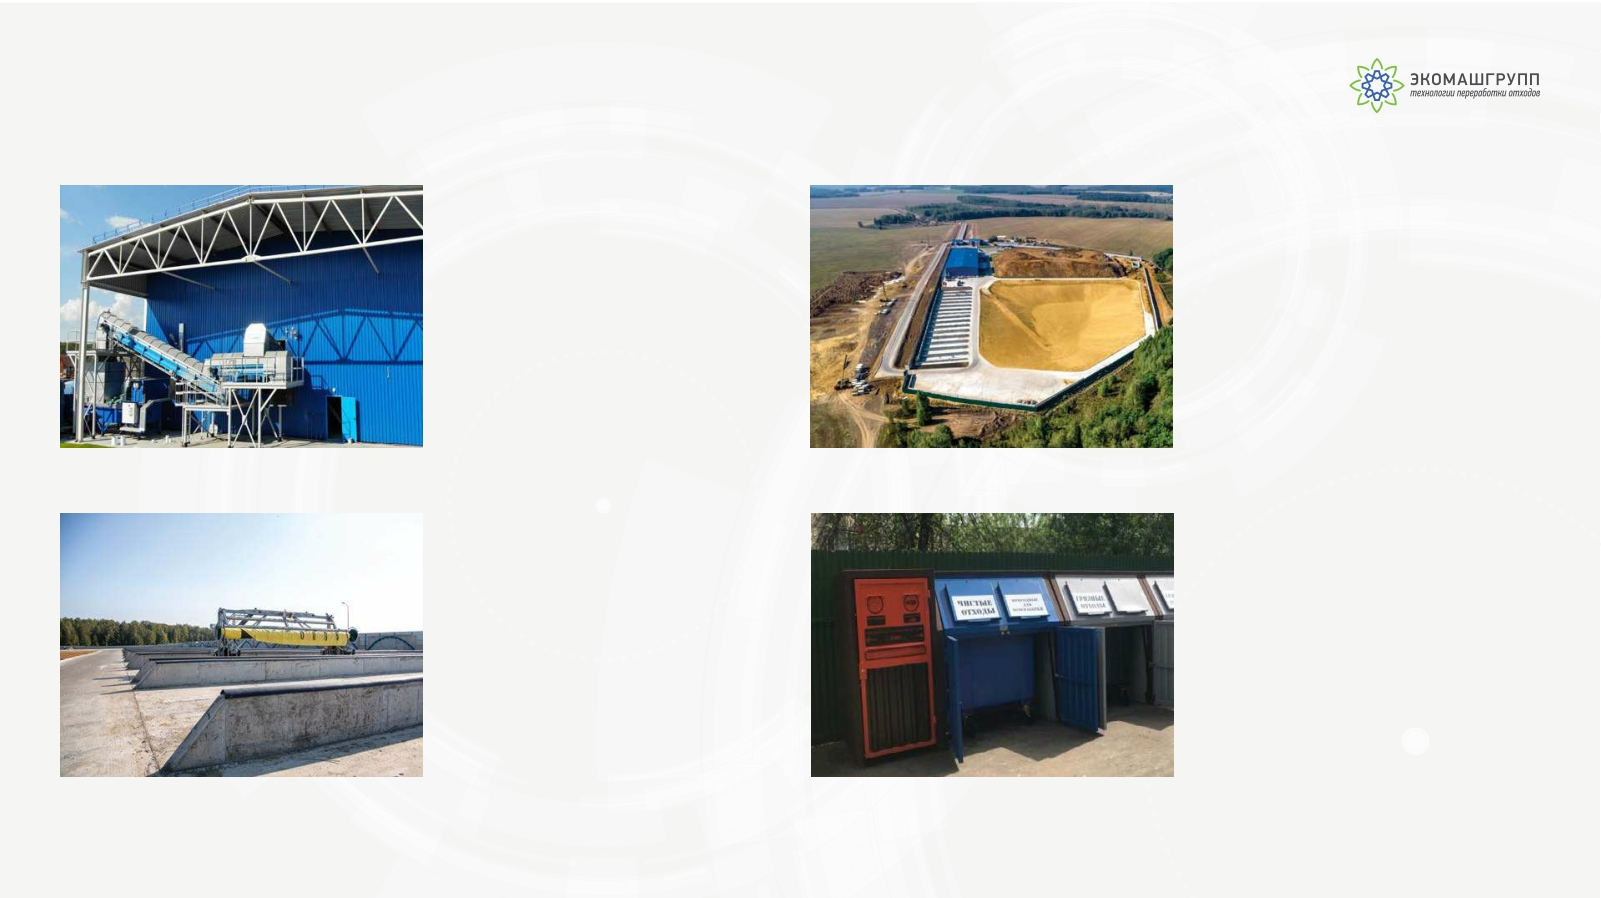 ЭКОМАШГРУПП
технологии переработки отходов
ЧИСТЫЕ
ОТХОДЫ
ГРЯЗНЫЕ
ОТХОДЫ